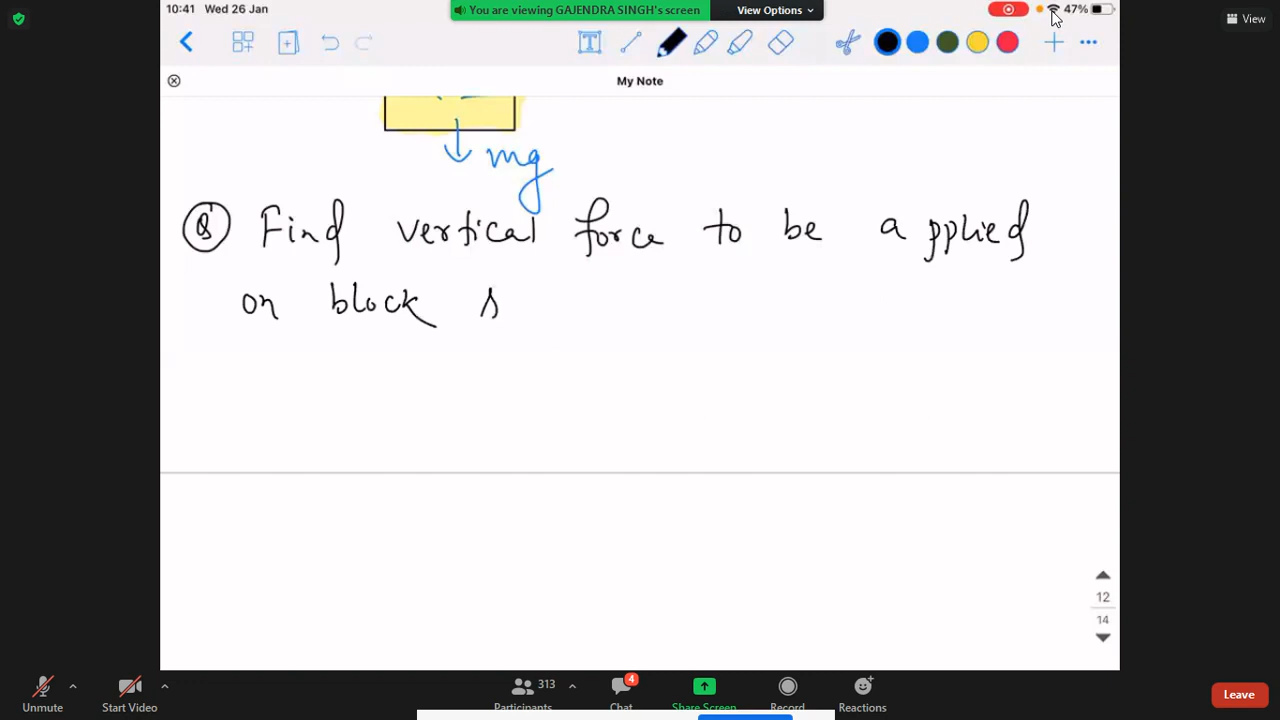 10:41 Wed 26 Jan
You are viewing GAJENDRA SINGH's screen
View Options
47%
View
My Note
mg
Q Find vertical force to be applied
on block s
12
14
Unmute
Start Video
313
Participants
4
Chat
Share Screen
Record
Reactions
Leave